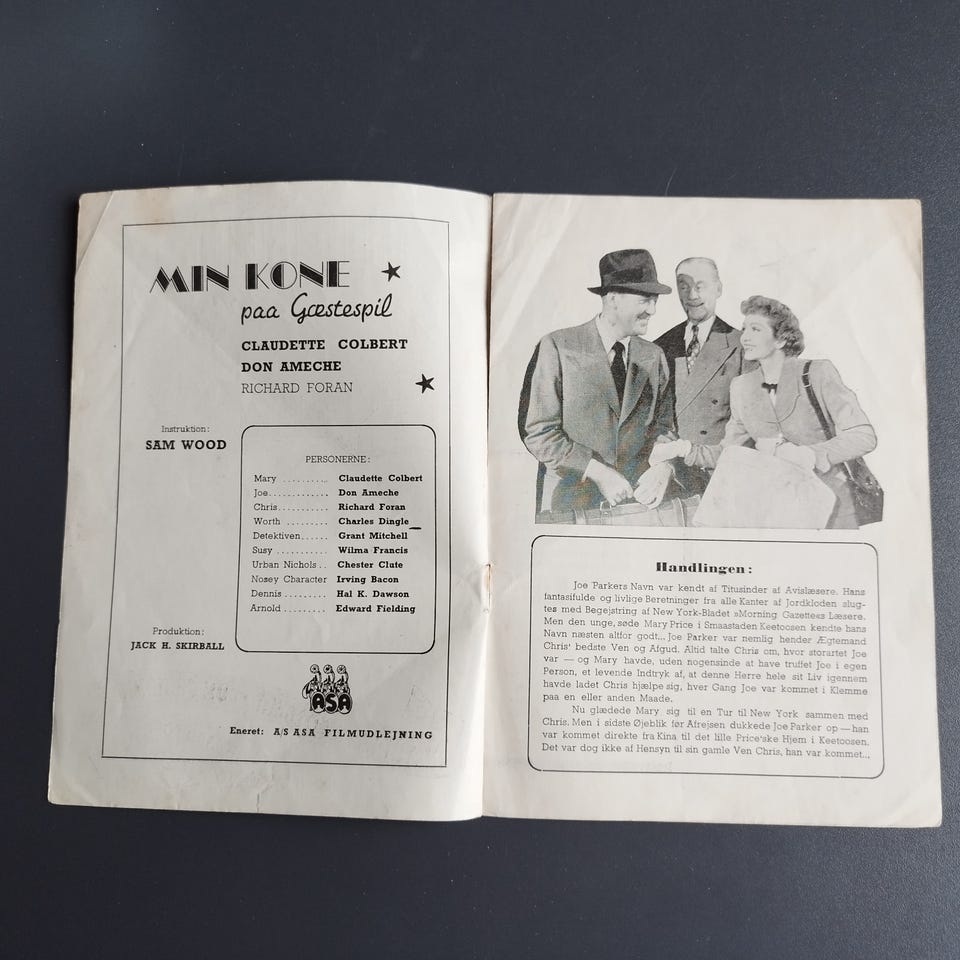 MIN KONE
paa Gæstespil
CLAUDETTE COLBERT
DON AMECHE
RICHARD FORAN
Instruktion:
SAM WOOD
PERSONERNE:
Mary .......... Claudette Colbert
Joe............. Don Ameche
Chris........... Richard Foran
Worth ......... Charles Dingle
Detektiven...... Grant Mitchell
Susy ........... Wilma Francis
Urban Nichols.. Chester Clute
Nosey Character Irving Bacon
Dennis ......... Hal K. Dawson
Arnold ......... Edward Fielding
Produktion:
JACK H. SKIRBALL
ASA
Eneret: A/S ASA FILMUDLEJNING
Handlingen:
Joe Parkers Navn var kendt af Titusinder af Avislæsere. Hans
fantasifulde og livlige Beretninger fra alle Kanter af Jordkloden slug-
tes med Begejstring af New York-Bladet »Morning Gazette«s Læsere.
Men den unge, søde Mary Price i Smaastaden Keetoosen kendte hans
Navn næsten altfor godt... Joe Parker var nemlig hendes Ægtemand
Chris' bedste Ven og Afgud. Altid talte Chris om, hvor storartet Joe
var — og Mary havde, uden nogensinde at have truffet Joe i egen
Person, et levende Indtryk af, at denne Herre hele sit Liv igennem
havde ladet Chris hjælpe sig, hver Gang Joe var kommet i Klemme
paa en eller anden Maade.
Nu glædede Mary sig til en Tur til New York sammen med
Chris. Men i sidste Øjeblik før Afrejsen dukkede Joe Parker op — han
var kommet direkte fra Kina til det lille Price'ske Hjem i Keetoosen.
Det var dog ikke af Hensyn til sin gamle Ven Chris, han var kommet...